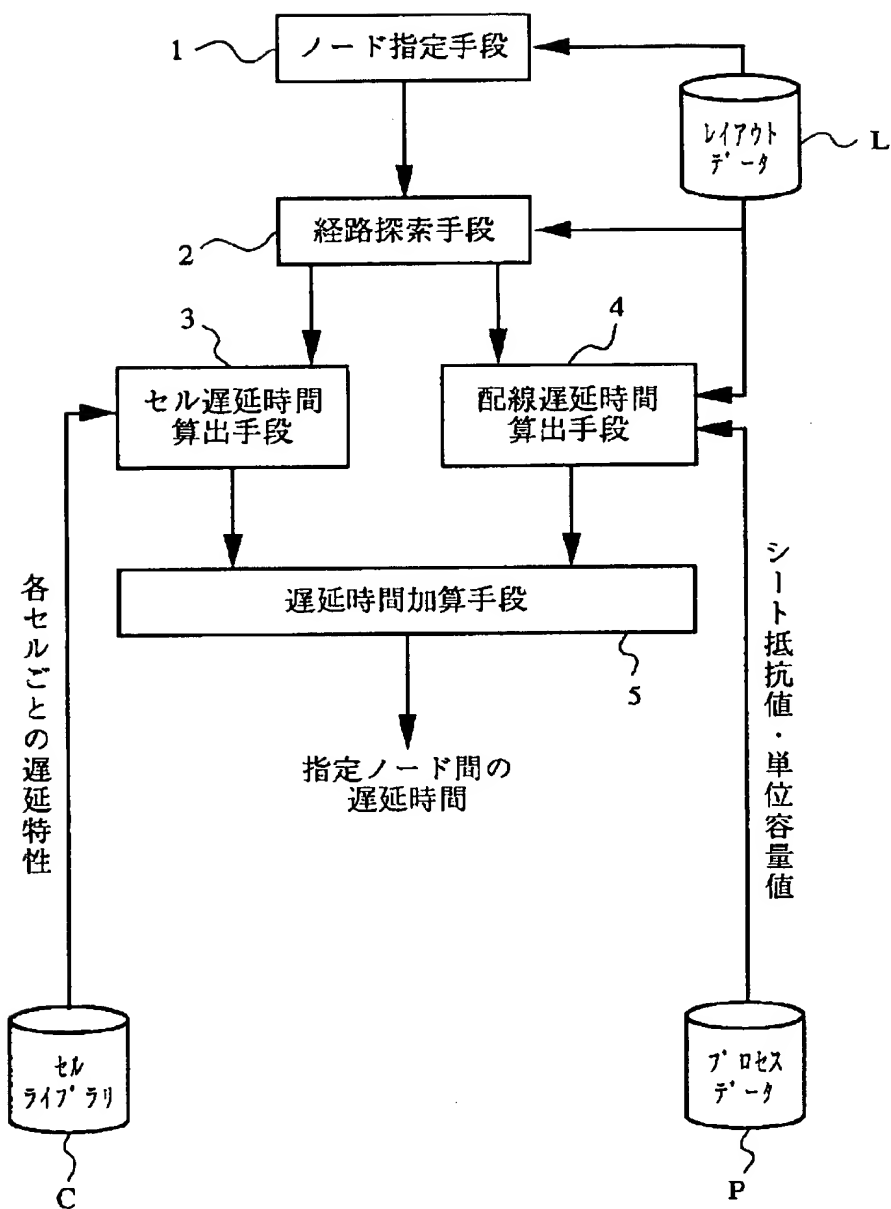 1
ノード指定手段
レイアウト
データ
L
経路探索手段
2
3
4
セル遅延時間
算出手段
配線遅延時間
算出手段
遅延時間加算手段
5
指定ノード間の
遅延時間
各セルごとの遅延特性
シート抵抗値・単位容量値
セル
ライブラリ
C
プロセス
データ
P